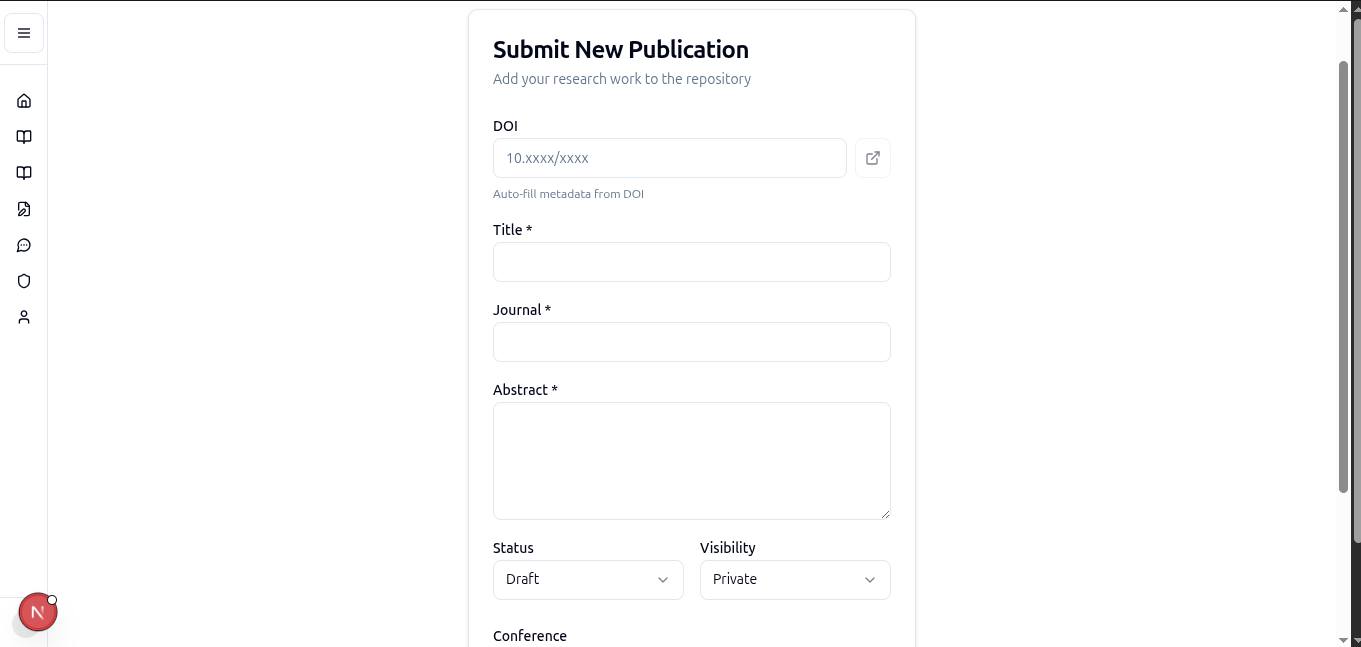 Submit New Publication
Add your research work to the repository
DOI
10.xxxx/xxxx
Auto-fill metadata from DOI
Title *
Journal *
Abstract *
Status
Visibility
Draft
Private
Conference
N